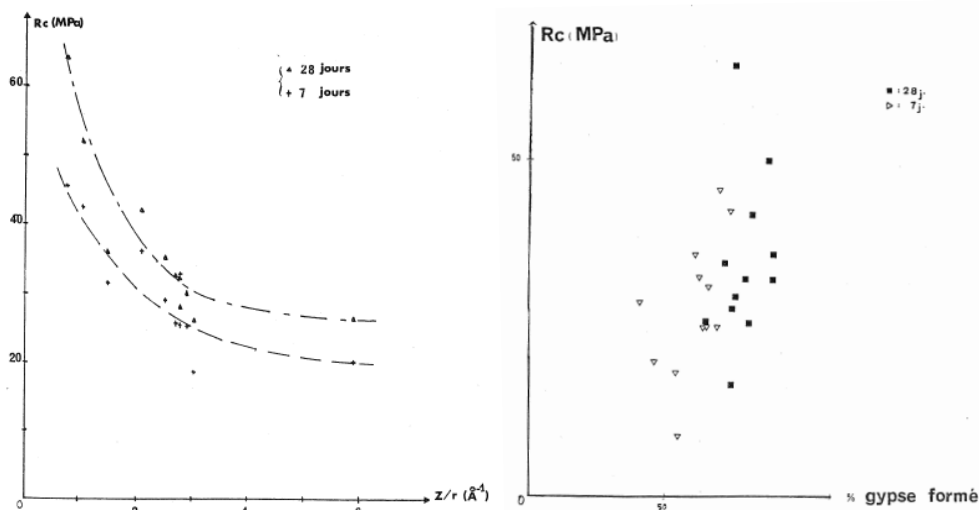 Rc (MPa)
▲ 28 jours
+ 7 jours
60
40
20
0
2
4
6
Z/r (Å-1)
Rc (MPa)
■ : 28 j.
▽ : 7 j.
50
0
50
% gypse formé